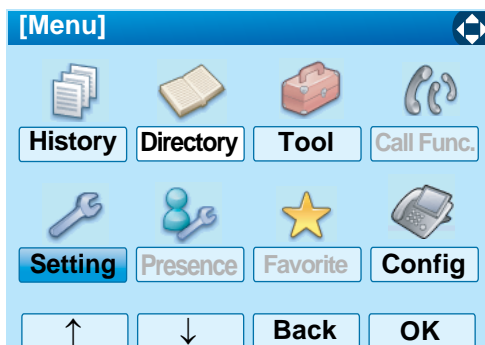 [Menu]
History Directory Tool Call Func.
Setting Presence Favorite Config
↑ ↓ Back OK